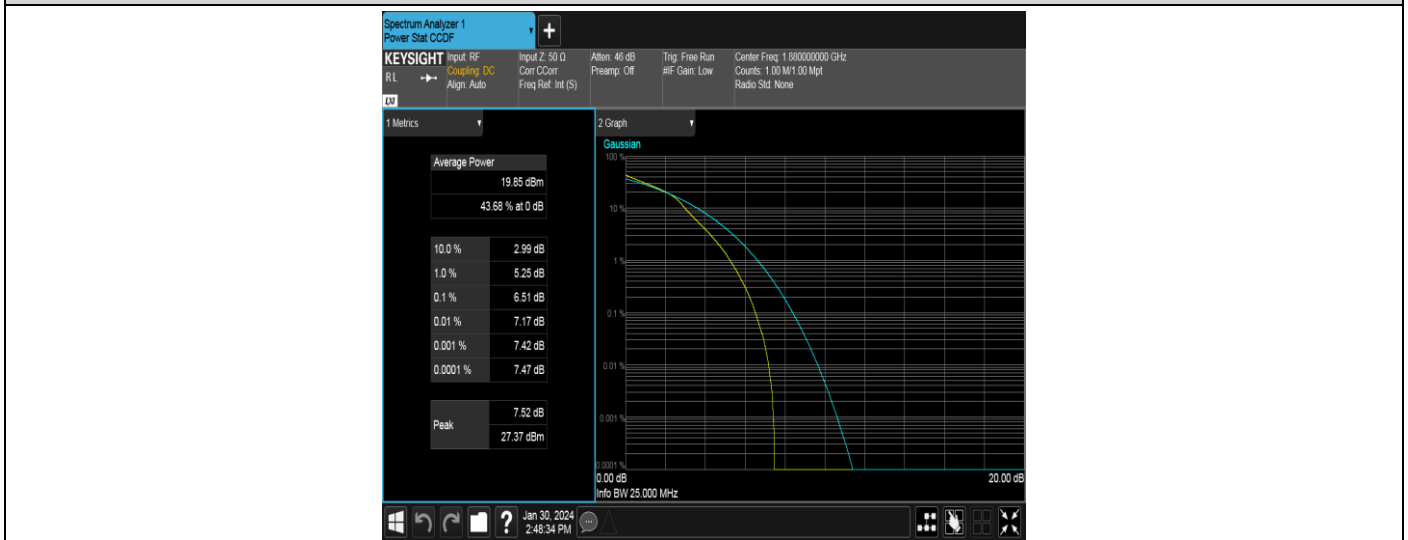 Spectrum Analyzer 1
Power Stat CCDF
+
KEYSIGHT
RL
LXI
Input: RF
Coupling: DC
Align: Auto
Input Z: 50 Ω
Corr CCorr
Freq Ref: Int (S)
Atten: 46 dB
Preamp: Off
Trig: Free Run
#IF Gain: Low
Center Freq: 1.880000000 GHz
Counts: 1.00 M/1.00 Mpt
Radio Std: None
1 Metrics
Average Power
19.85 dBm
43.68 % at 0 dB
10.0 % 2.99 dB
1.0 % 5.25 dB
0.1 % 6.51 dB
0.01 % 7.17 dB
0.001 % 7.42 dB
0.0001 % 7.47 dB
Peak
7.52 dB
27.37 dBm
2 Graph
Gaussian
100 %
10 %
1 %
0.1 %
0.01 %
0.001 %
0.0001 %
0.00 dB 20.00 dB
Info BW 25.000 MHz
?
Jan 30, 2024
2:48:34 PM